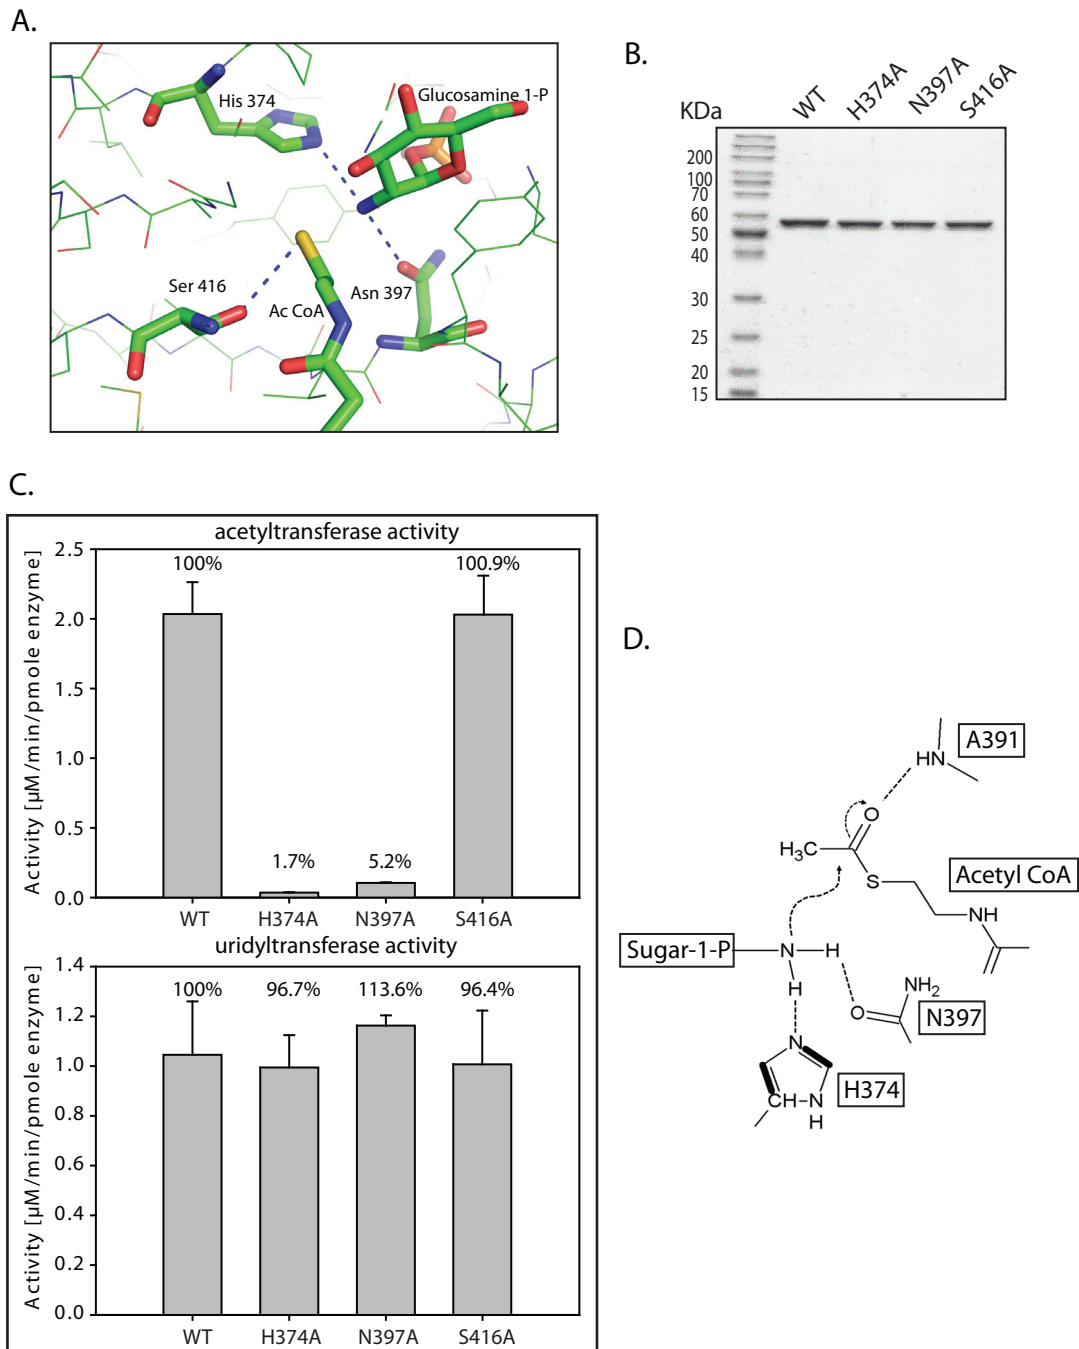 A.
His 374
Glucosamine 1-P
Ser 416
Ac CoA
Asn 397
B.
KDa
WT
H374A
N397A
S416A
200
100
70
60
50
40
30
25
20
15
C.
acetyltransferase activity
Activity [µM/min/pmole enzyme]
2.5
2.0
1.5
1.0
0.5
0.0
100%
1.7%
5.2%
100.9%
WT H374A N397A S416A
uridyltransferase activity
Activity [µM/min/pmole enzyme]
1.4
1.2
1.0
0.8
0.6
0.4
0.2
0.0
100% 96.7% 113.6% 96.4%
WT H374A N397A S416A
D.
A391
HN
O
H3C
S
Acetyl CoA
NH
Sugar-1-P
N H
H
NH2
O
N397
N
H374
CH N
H